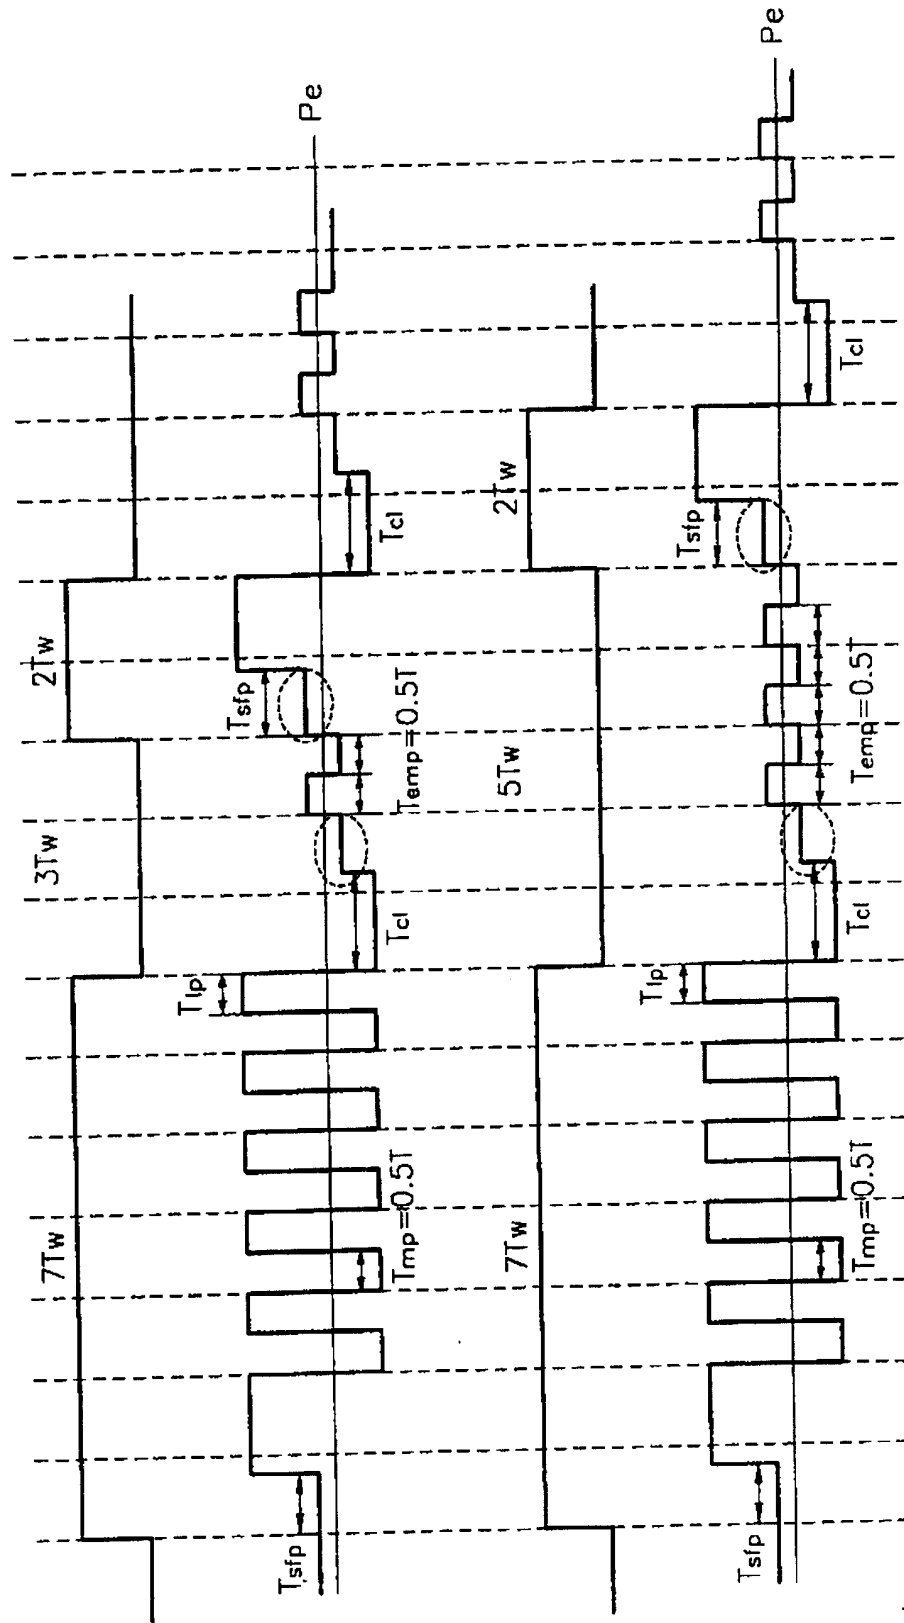 7Tw
3Tw
2Tw
Tsfp
Tmp=0.5T
Tlp
Tcl
Temp=0.5T
Tsfp
Tcl
Pe
7Tw
5Tw
2Tw
Tsfp
Tmp=0.5T
Tlp
Tcl
Temp=0.5T
Tsfp
Tcl
Pe